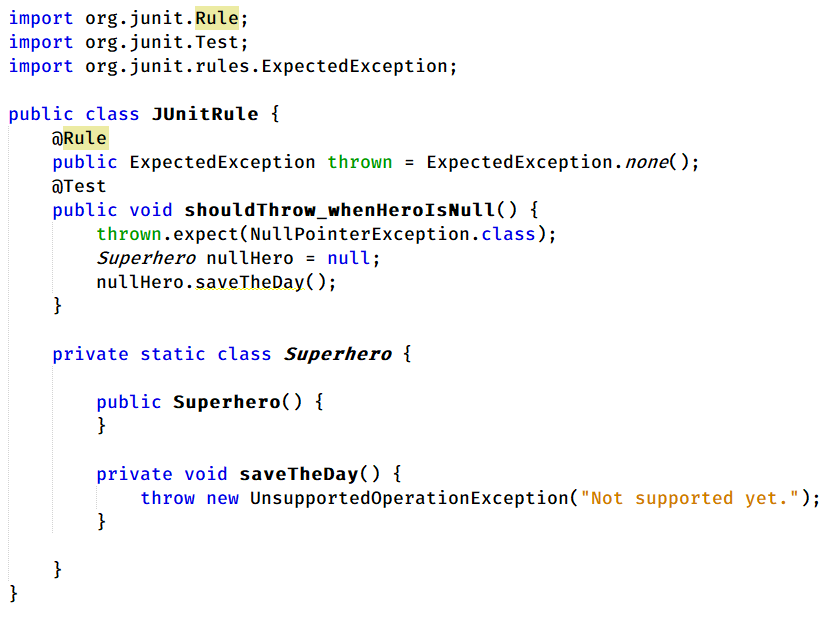 import org.junit.Rule;
import org.junit.Test;
import org.junit.rules.ExpectedException;

public class JUnitRule {
    @Rule
    public ExpectedException thrown = ExpectedException.none();
    @Test
    public void shouldThrow_whenHeroIsNull() {
        thrown.expect(NullPointerException.class);
        Superhero nullHero = null;
        nullHero.saveTheDay();
    }

    private static class Superhero {

        public Superhero() {
        }

        private void saveTheDay() {
            throw new UnsupportedOperationException("Not supported yet.");
        }

    }
}